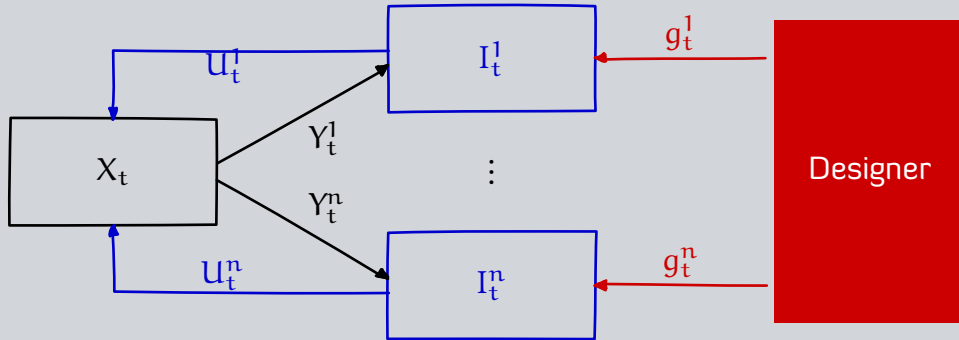 I_t^1
g_t^1
U_t^1
Y_t^1
X_t
⋮
Designer
Y_t^n
U_t^n
I_t^n
g_t^n